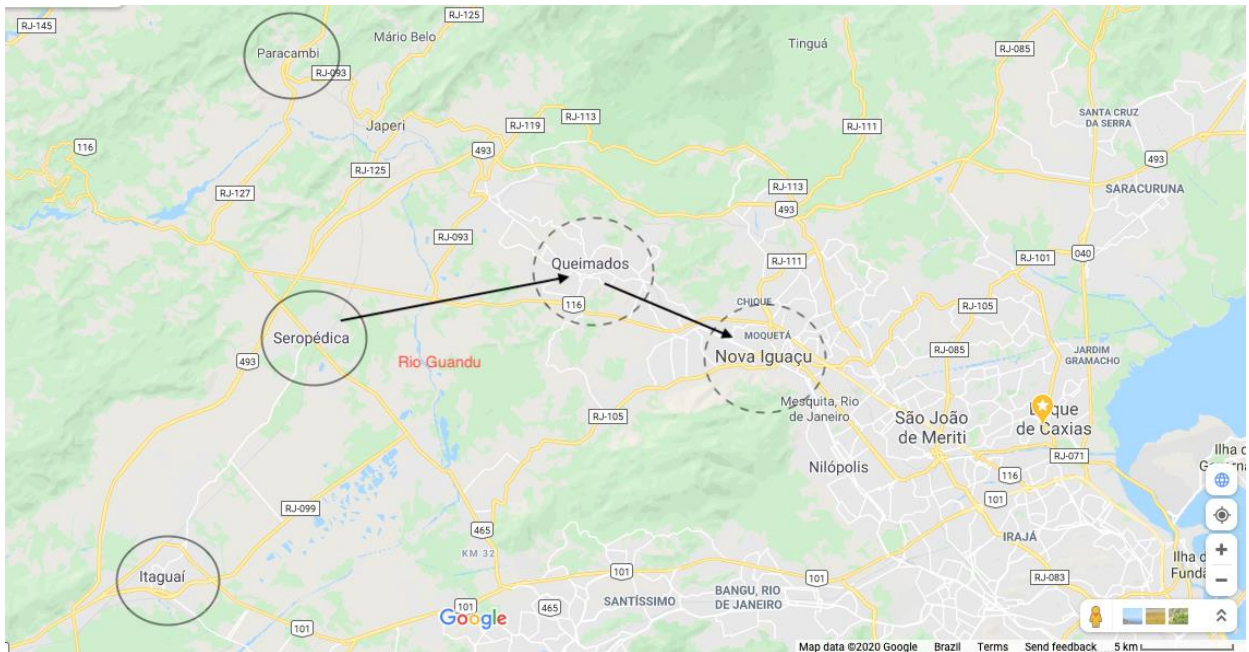 RJ-145
RJ-125
Mário Belo
Paracambi
RJ-093
Tinguá
RJ-085
SANTA CRUZ
DA SERRA
Japeri
RJ-119
RJ-113
RJ-111
116
493
493
RJ-125
RJ-127
RJ-113
493
SARACURUNA
RJ-093
Queimados
RJ-111
RJ-101
040
116
CHIQUE
RJ-105
Seropédica
MOQUETÁ
493
Rio Guandu
Nova Iguaçu
RJ-085
JARDIM
GRAMACHO
Mesquita, Rio
de Janeiro
RJ-105
São João
de Meriti
de Caxias
Nilópolis
RJ-071
Ilha d
116
101
RJ-099
465
KM 32
IRAJÁ
Itaguaí
101
101
BANGU, RIO
DE JANEIRO
RJ-083
Ilha d
Funda
101
465
SANTÍSSIMO
Google
101
Map data ©2020 Google Brazil Terms Send feedback 5 km